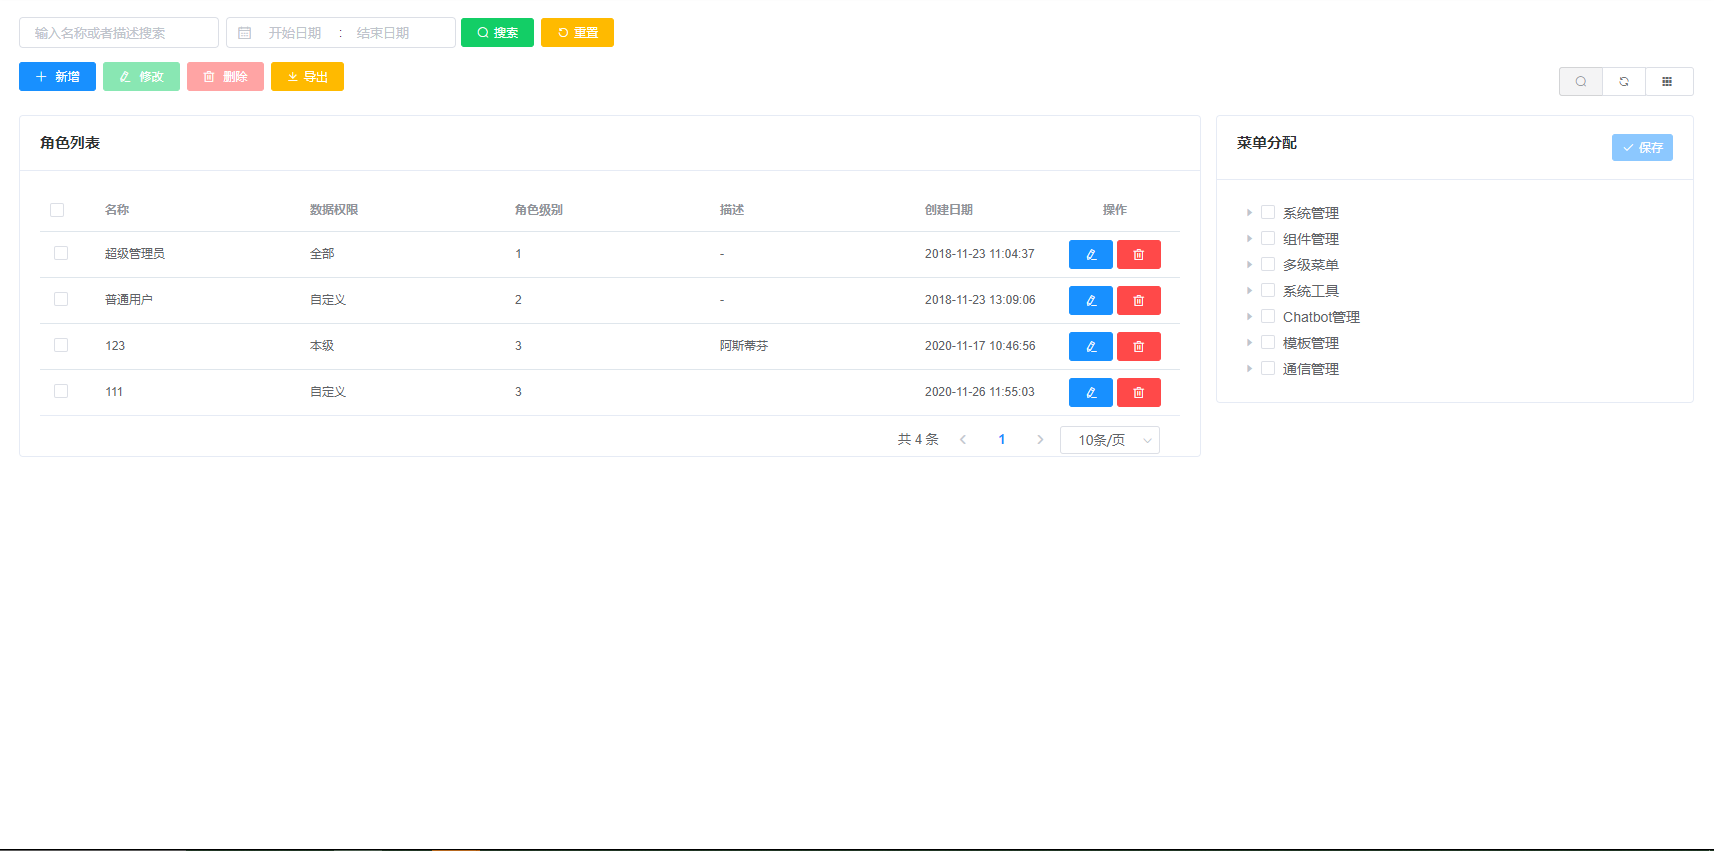 输入名称或者描述搜索 开始日期 : 结束日期 搜索 重置
新增 修改 删除 导出
角色列表
名称 数据权限 角色级别 描述 创建日期 操作
超级管理员 全部 1 - 2018-11-23 11:04:37
普通用户 自定义 2 - 2018-11-23 13:09:06
123 本级 3 阿斯蒂芬 2020-11-17 10:46:56
111 自定义 3 2020-11-26 11:55:03
共 4 条 1 10条/页
菜单分配 保存
系统管理
组件管理
多级菜单
系统工具
Chatbot管理
模板管理
通信管理